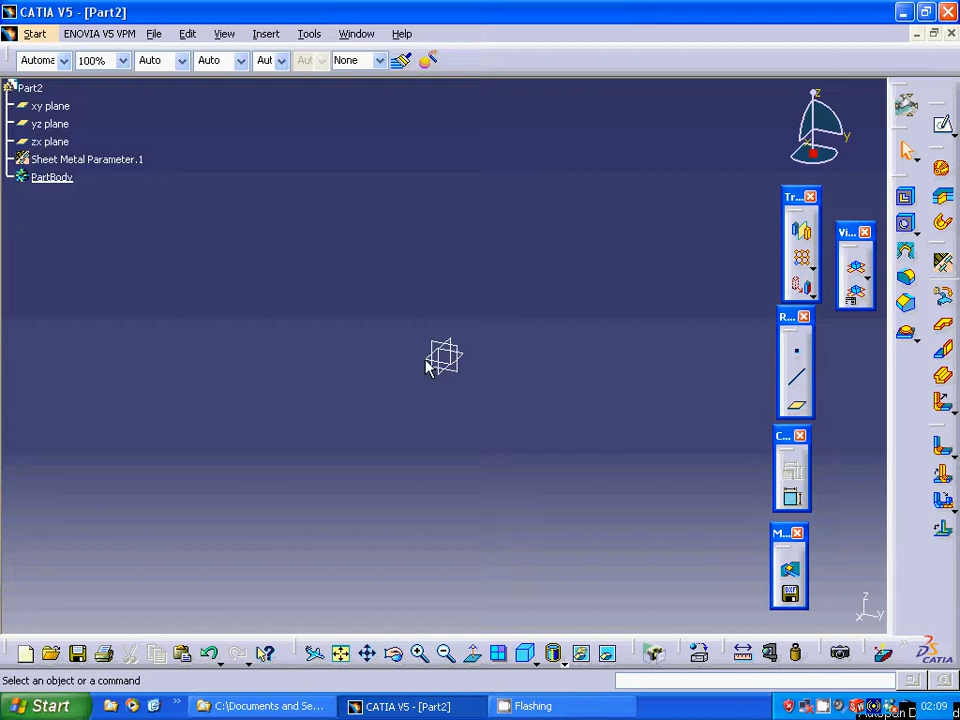 CATIA V5 - [Part2]
Start ENOVIA V5 VPM File Edit View Insert Tools Window Help
Automa 100% Auto Auto Aut Aut None
Part2
xy plane
yz plane
zx plane
Sheet Metal Parameter.1
PartBody
z
y
x
Tr...
Vi...
R...
C...
M...
DXF
z
x y
CATIA
Select an object or a command
Start C:\Documents and Se... CATIA V5 - [Part2] Flashing 02:09